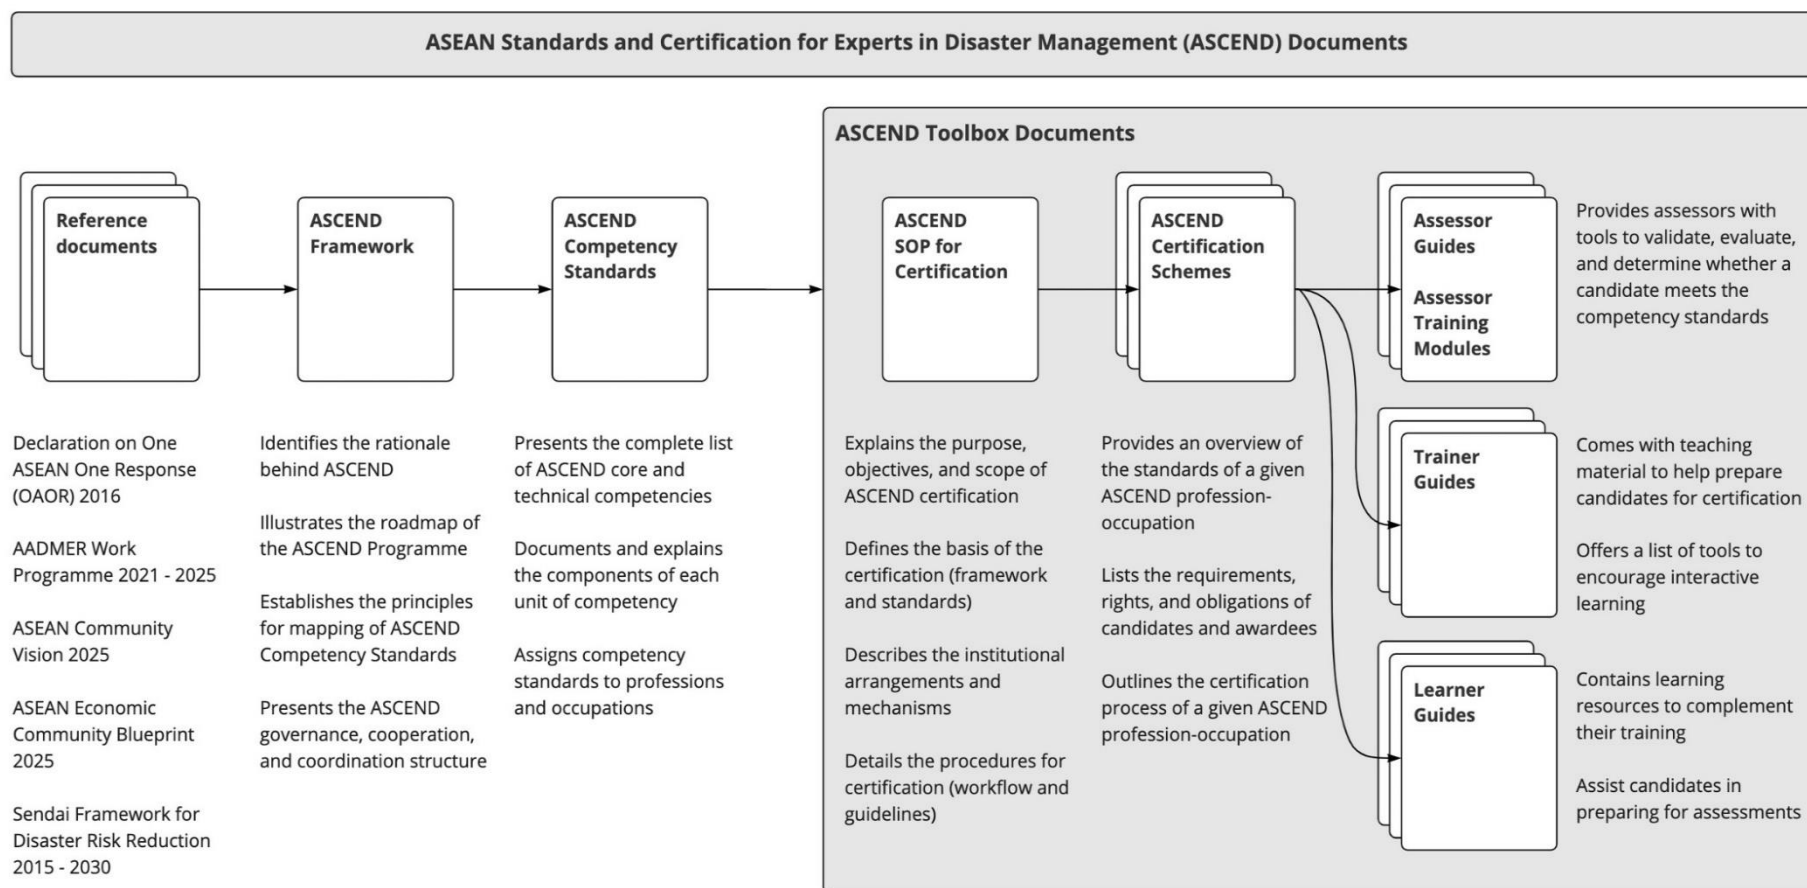 ASEAN Standards and Certification for Experts in Disaster Management (ASCEND) Documents
ASCEND Toolbox Documents
Reference
documents
ASCEND
Framework
ASCEND
Competency
Standards
ASCEND
SOP for
Certification
ASCEND
Certification
Schemes
Assessor
Guides
Assessor
Training
Modules
Provides assessors with
tools to validate, evaluate,
and determine whether a
candidate meets the
competency standards
Declaration on One
ASEAN One Response
(OAOR) 2016
AADMER Work
Programme 2021 - 2025
ASEAN Community
Vision 2025
ASEAN Economic
Community Blueprint
2025
Sendai Framework for
Disaster Risk Reduction
2015 - 2030
Identifies the rationale
behind ASCEND
Illustrates the roadmap of
the ASCEND Programme
Establishes the principles
for mapping of ASCEND
Competency Standards
Presents the ASCEND
governance, cooperation,
and coordination structure
Presents the complete list
of ASCEND core and
technical competencies
Documents and explains
the components of each
unit of competency
Assigns competency
standards to professions
and occupations
Explains the purpose,
objectives, and scope of
ASCEND certification
Defines the basis of the
certification (framework
and standards)
Describes the institutional
arrangements and
mechanisms
Details the procedures for
certification (workflow and
guidelines)
Provides an overview of
the standards of a given
ASCEND profession-
occupation
Lists the requirements,
rights, and obligations of
candidates and awardees
Outlines the certification
process of a given ASCEND
profession-occupation
Trainer
Guides
Comes with teaching
material to help prepare
candidates for certification
Offers a list of tools to
encourage interactive
learning
Learner
Guides
Contains learning
resources to complement
their training
Assist candidates in
preparing for assessments